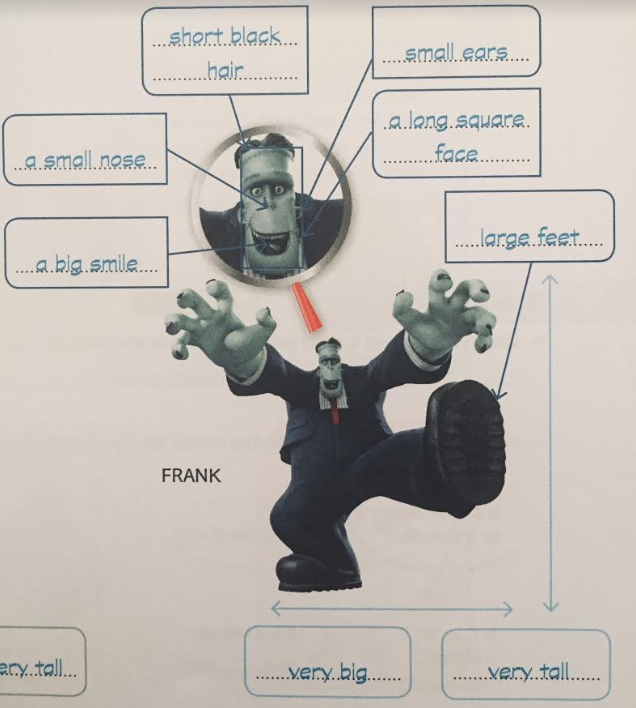 short black
hair
small ears
a long square
face
a small nose
large feet
a big smile
FRANK
very big
very tall
tall